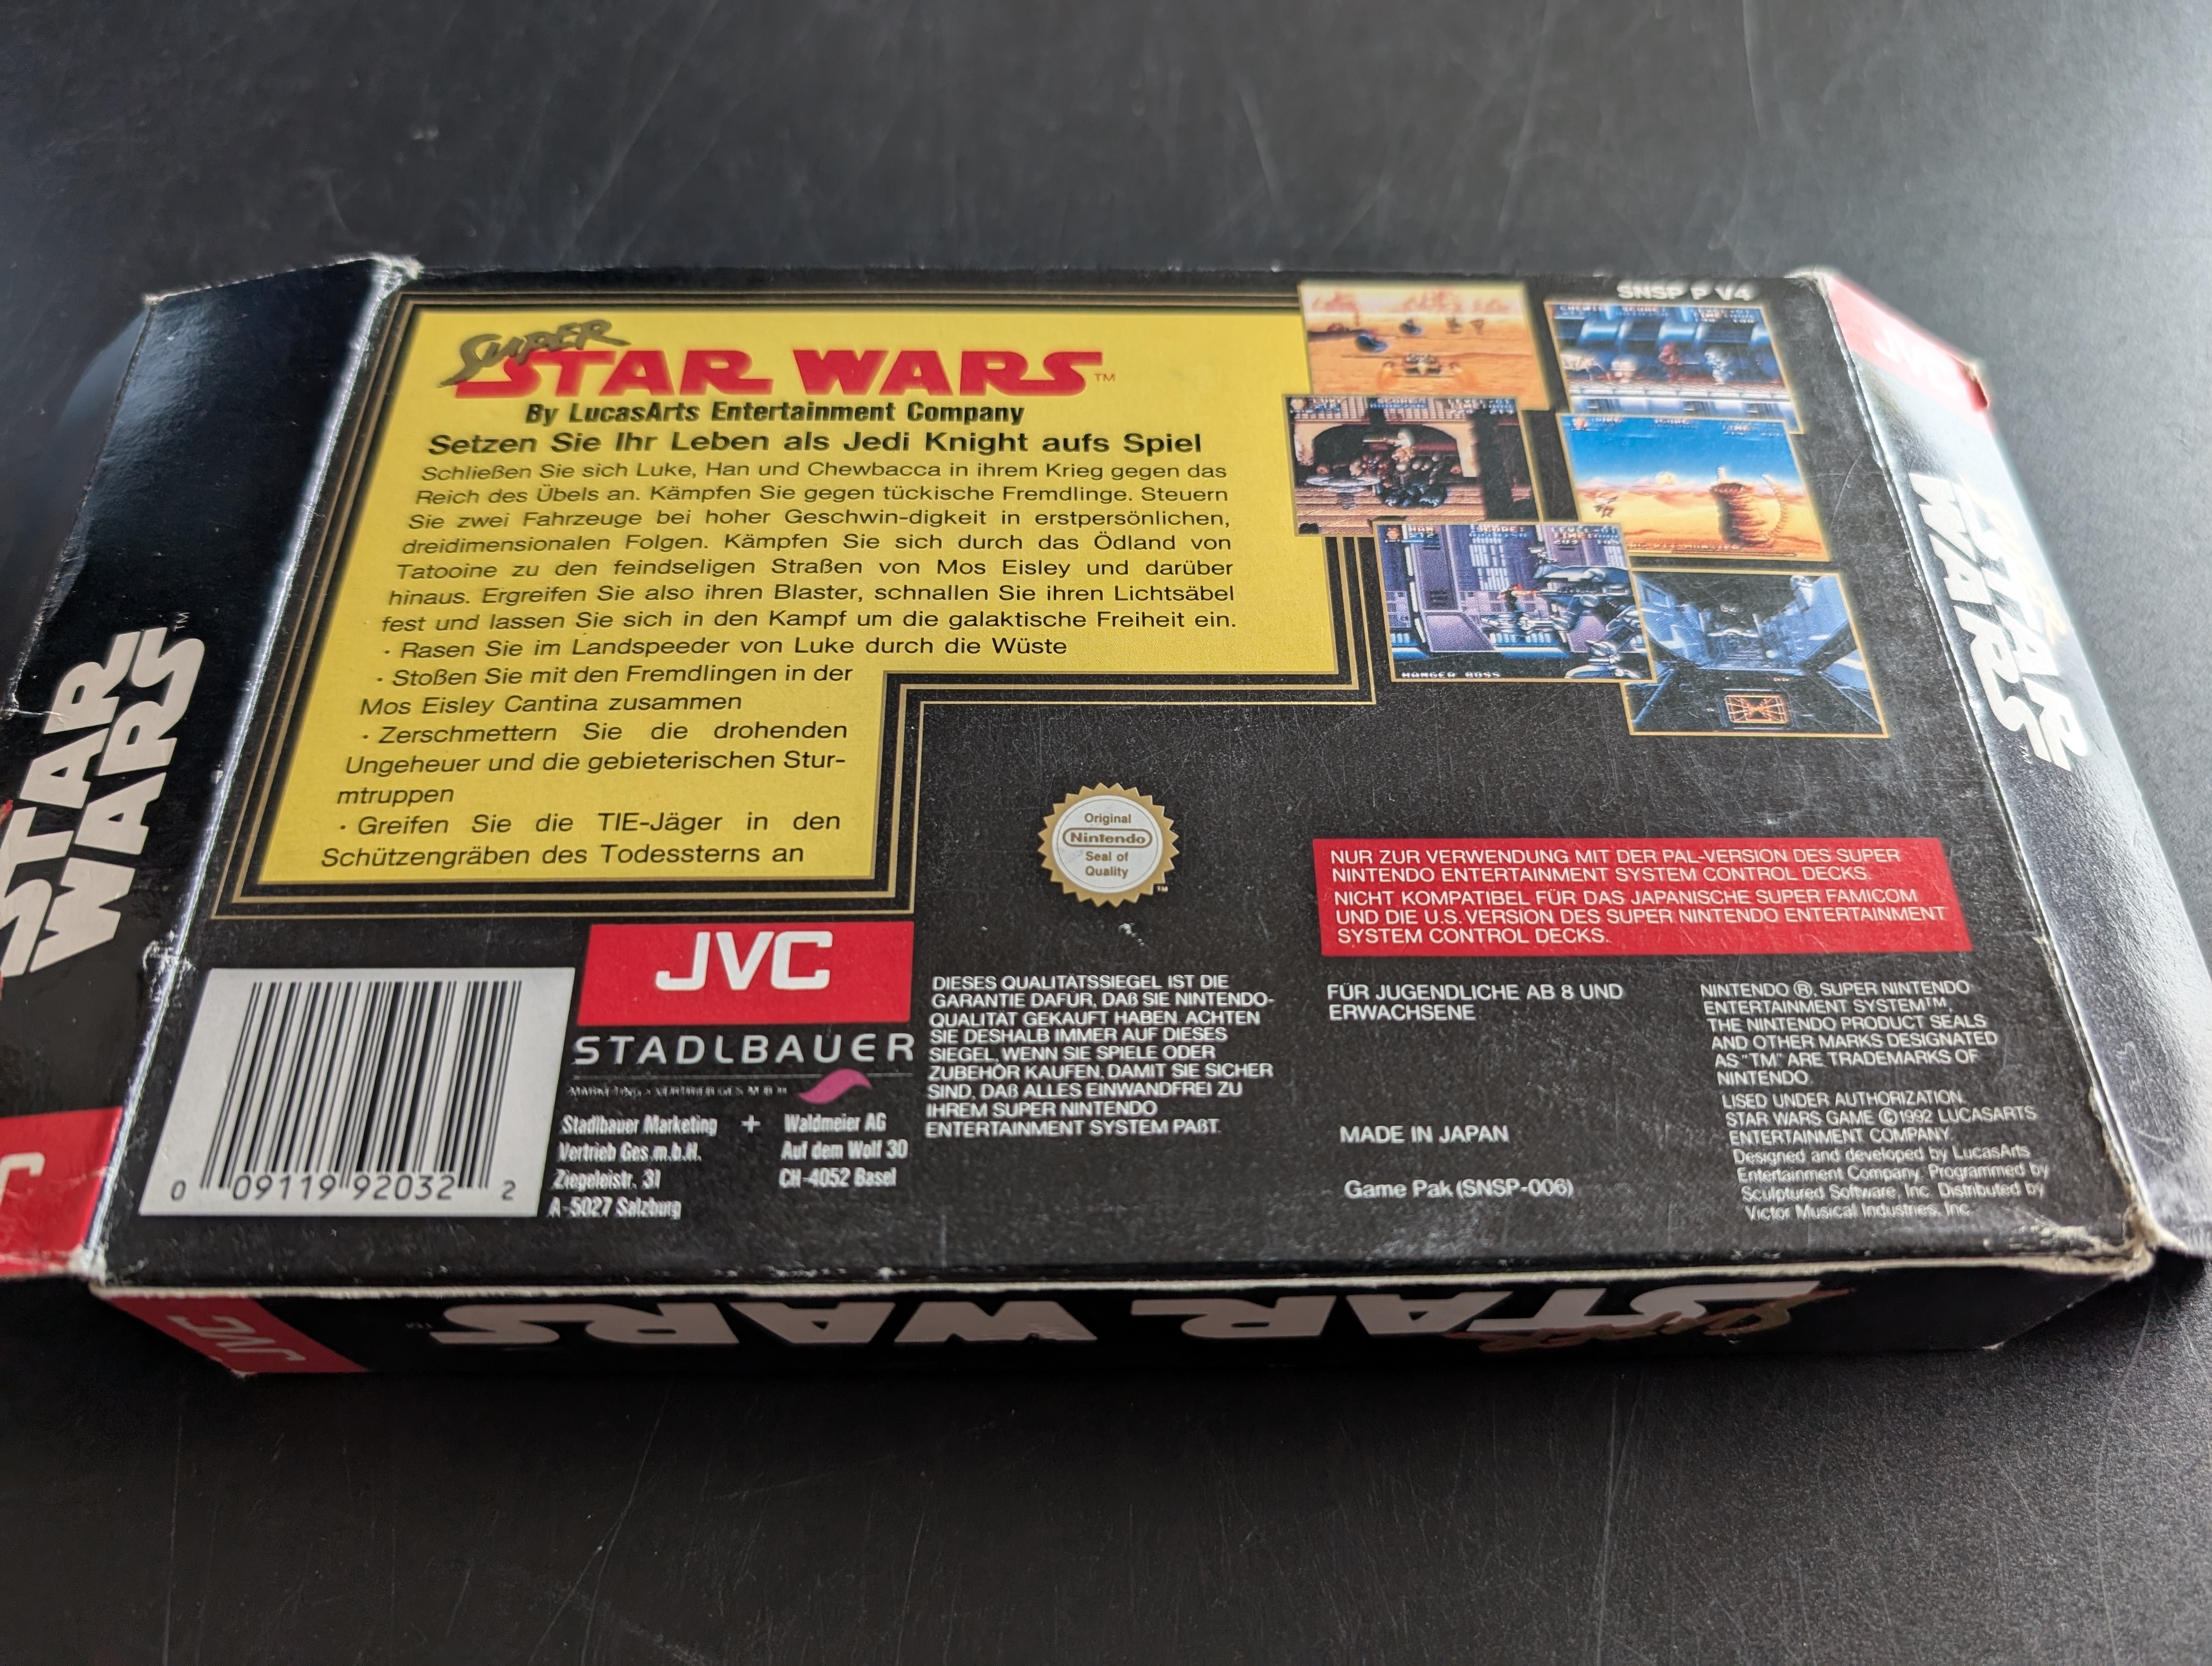 SNSP P V4
SUPER
STAR WARS™
By LucasArts Entertainment Company
Setzen Sie Ihr Leben als Jedi Knight aufs Spiel
Schließen Sie sich Luke, Han und Chewbacca in ihrem Krieg gegen das
Reich des Übels an. Kämpfen Sie gegen tückische Fremdlinge. Steuern
Sie zwei Fahrzeuge bei hoher Geschwin-digkeit in erstpersönlichen,
dreidimensionalen Folgen. Kämpfen Sie sich durch das Ödland von
Tatooine zu den feindseligen Straßen von Mos Eisley und darüber
hinaus. Ergreifen Sie also ihren Blaster, schnallen Sie ihren Lichtsäbel
fest und lassen Sie sich in den Kampf um die galaktische Freiheit ein.
· Rasen Sie im Landspeeder von Luke durch die Wüste
· Stoßen Sie mit den Fremdlingen in der
Mos Eisley Cantina zusammen
· Zerschmettern Sie die drohenden
Ungeheuer und die gebieterischen Stur-
mtruppen
· Greifen Sie die TIE-Jäger in den
Schützengräben des Todessterns an
HANGER BOSS
Original
Nintendo
Seal of
Quality
™
NUR ZUR VERWENDUNG MIT DER PAL-VERSION DES SUPER
NINTENDO ENTERTAINMENT SYSTEM CONTROL DECKS.
NICHT KOMPATIBEL FÜR DAS JAPANISCHE SUPER FAMICOM
UND DIE U.S. VERSION DES SUPER NINTENDO ENTERTAINMENT
SYSTEM CONTROL DECKS.
0 09119 92032 2
JVC
STADLBAUER
MARKETING + VERTRIEB GES M B H
Stadlbauer Marketing +
Vertrieb Ges.m.b.H.
Ziegeleistr. 31
A-5027 Salzburg
Waldmeier AG
Auf dem Wolf 30
CH-4052 Basel
DIESES QUALITÄTSSIEGEL IST DIE
GARANTIE DAFÜR, DAß SIE NINTENDO-
QUALITÄT GEKAUFT HABEN. ACHTEN
SIE DESHALB IMMER AUF DIESES
SIEGEL, WENN SIE SPIELE ODER
ZUBEHÖR KAUFEN, DAMIT SIE SICHER
SIND, DAß ALLES EINWANDFREI ZU
IHREM SUPER NINTENDO
ENTERTAINMENT SYSTEM PAßT.
FÜR JUGENDLICHE AB 8 UND
ERWACHSENE
MADE IN JAPAN
Game Pak (SNSP-006)
NINTENDO ®, SUPER NINTENDO
ENTERTAINMENT SYSTEM™,
THE NINTENDO PRODUCT SEALS
AND OTHER MARKS DESIGNATED
AS "TM" ARE TRADEMARKS OF
NINTENDO.
LISED UNDER AUTHORIZATION.
STAR WARS GAME ©1992 LUCASARTS
ENTERTAINMENT COMPANY.
Designed and developed by LucasArts
Entertainment Company. Programmed by
Sculptured Software, Inc. Distributed by
Victor Musical Industries, Inc.
STAR
WARS™
JVC
STAR
WARS™
JVC
SUPER
STAR WARS™